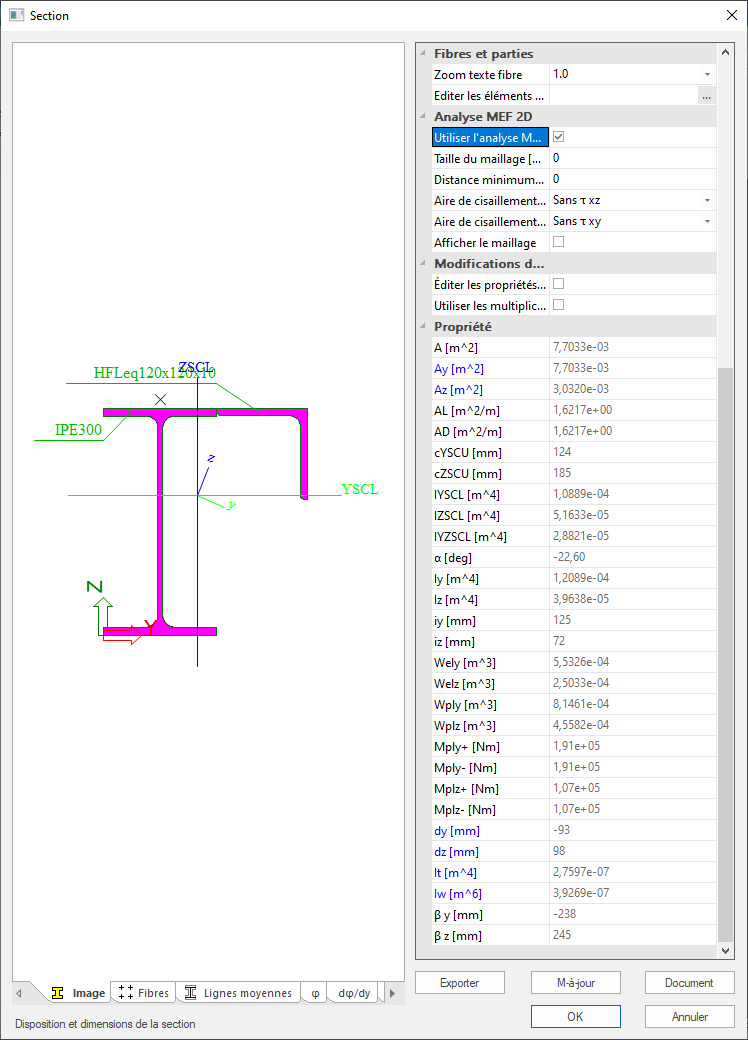 Section
ZSCL
HFLeq120x120x10
IPE300
z
YSCL
y
Z
Y
Fibres et parties
Zoom texte fibre 1.0
Editer les éléments ... ...
Analyse MEF 2D
Utiliser l'analyse M...
Taille du maillage [... 0
Distance minimum... 0
Aire de cisaillement... Sans τ xz
Aire de cisaillement... Sans τ xy
Afficher le maillage
Modifications d...
Éditer les propriétés...
Utiliser les multiplic...
Propriété
A [m^2] 7,7033e-03
Ay [m^2] 7,7033e-03
Az [m^2] 3,0320e-03
AL [m^2/m] 1,6217e+00
AD [m^2/m] 1,6217e+00
cYSCU [mm] 124
cZSCU [mm] 185
IYSCL [m^4] 1,0889e-04
IZSCL [m^4] 5,1633e-05
IYZSCL [m^4] 2,8821e-05
α [deg] -22,60
Iy [m^4] 1,2089e-04
Iz [m^4] 3,9638e-05
iy [mm] 125
iz [mm] 72
Wely [m^3] 5,5326e-04
Welz [m^3] 2,5033e-04
Wply [m^3] 8,1461e-04
Wplz [m^3] 4,5582e-04
Mply+ [Nm] 1,91e+05
Mply- [Nm] 1,91e+05
Mplz+ [Nm] 1,07e+05
Mplz- [Nm] 1,07e+05
dy [mm] -93
dz [mm] 98
It [m^4] 2,7597e-07
Iw [m^6] 3,9269e-07
β y [mm] -238
β z [mm] 245
Image Fibres Lignes moyennes φ dφ/dy
Exporter M-à-jour Document
Disposition et dimensions de la section
OK Annuler